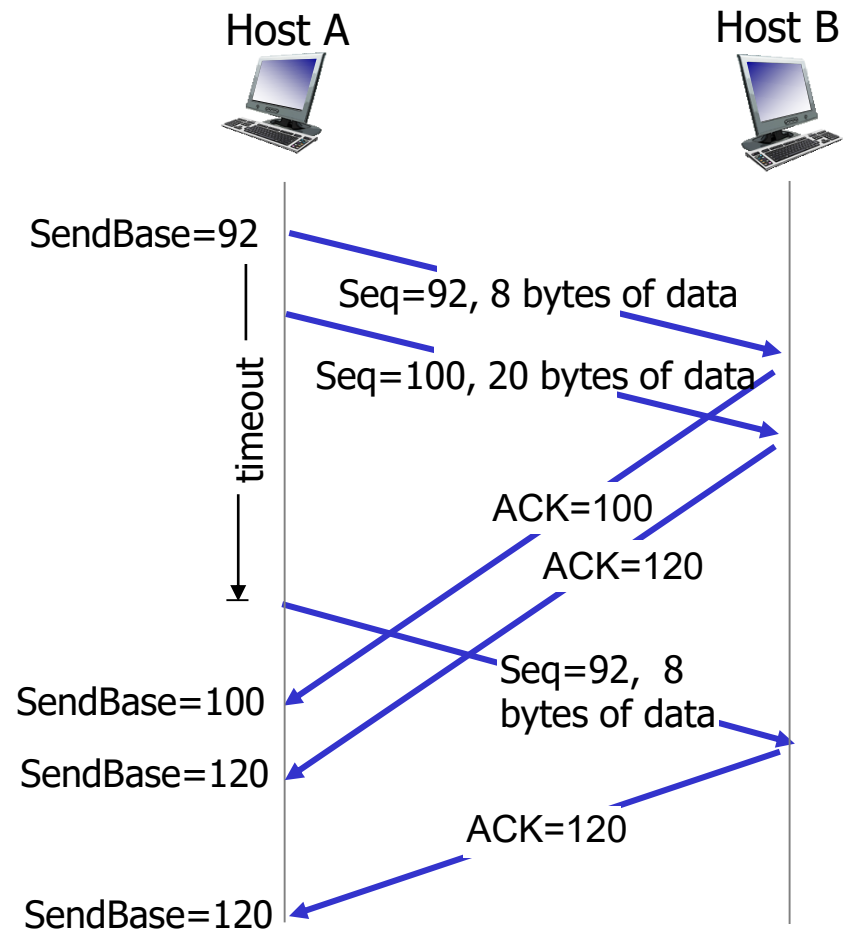 Host A
Host B
SendBase=92
Seq=92, 8 bytes of data
Seq=100, 20 bytes of data
timeout
ACK=100
ACK=120
Seq=92, 8
bytes of data
SendBase=100
SendBase=120
ACK=120
SendBase=120